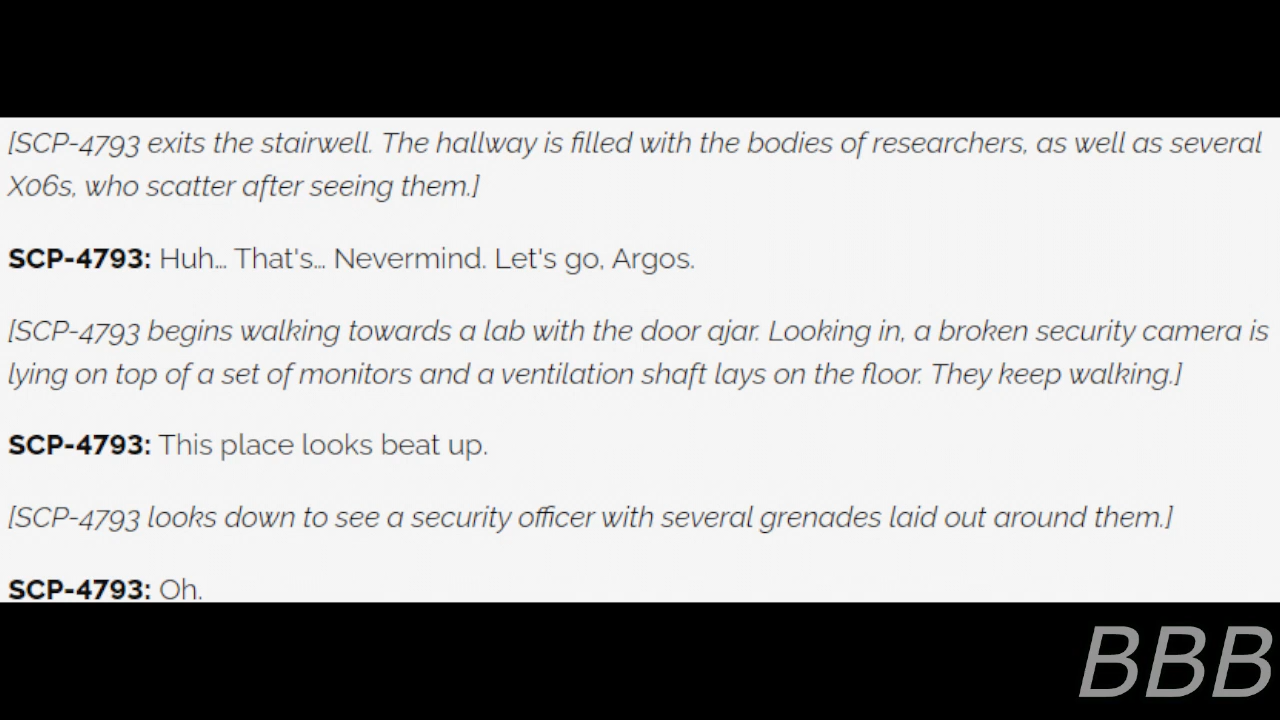 [SCP-4793 exits the stairwell. The hallway is filled with the bodies of researchers, as well as several
X06s, who scatter after seeing them.]
SCP-4793: Huh… That's… Nevermind. Let's go, Argos.
[SCP-4793 begins walking towards a lab with the door ajar. Looking in, a broken security camera is
lying on top of a set of monitors and a ventilation shaft lays on the floor. They keep walking.]
SCP-4793: This place looks beat up.
[SCP-4793 looks down to see a security officer with several grenades laid out around them.]
SCP-4793: Oh.
BBB